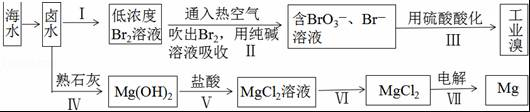 海水 卤水 Ⅰ 低浓度Br₂溶液 通入热空气 吹出Br₂，用纯碱溶液吸收 Ⅱ 含BrO₃⁻、Br⁻溶液 用硫酸酸化 Ⅲ 工业溴
熟石灰 Ⅳ Mg(OH)₂ 盐酸 Ⅴ MgCl₂溶液 Ⅵ MgCl₂ 电解 Ⅶ Mg